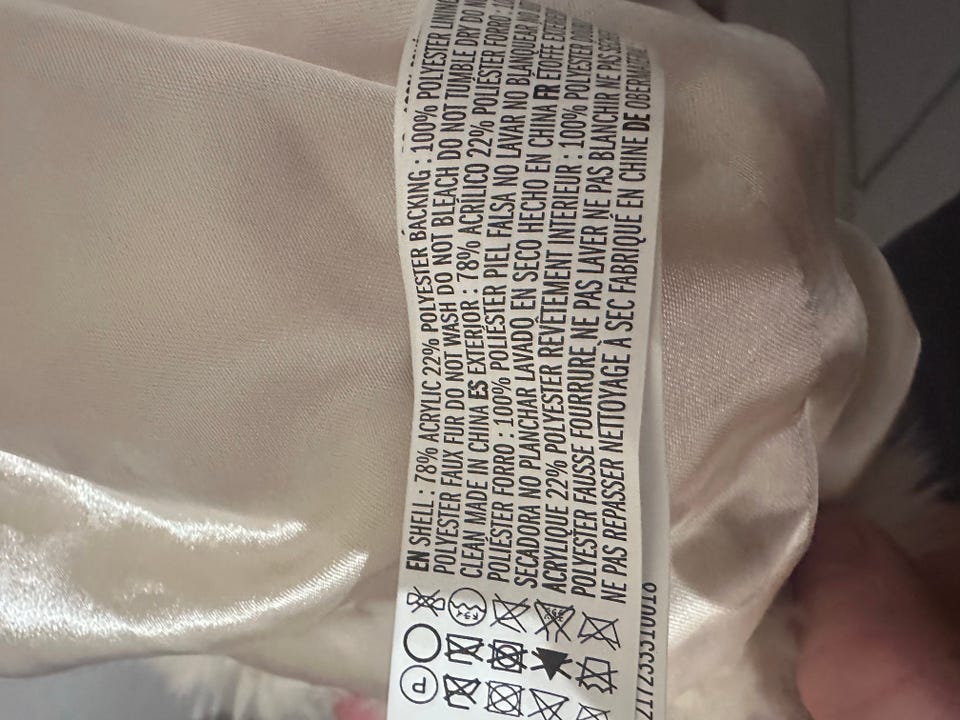 EN SHELL : 78% ACRYLIC 22% POLYESTER BACKING : 100% POLYESTER LINING
POLYESTER FAUX FUR DO NOT WASH DO NOT BLEACH DO NOT TUMBLE DRY DO NOT
CLEAN MADE IN CHINA ES EXTERIOR : 78% ACRÍLICO 22% POLIÉSTER FORRO :
POLIÉSTER FORRO : 100% POLIÉSTER PIEL FALSA NO LAVAR NO BLANQUEAR NO
SECADORA NO PLANCHAR LAVADO EN SECO HECHO EN CHINA FR ETOFFE
ACRYLIQUE 22% POLYESTER REVÊTEMENT INTERIEUR : 100% POLYESTER
POLYESTER FAUSSE FOURRURE NE PAS LAVER NE PAS BLANCHIR NE PAS
NE PAS REPASSER NETTOYAGE À SEC FABRIQUÉ EN CHINE DE OBERMATERIAL
P